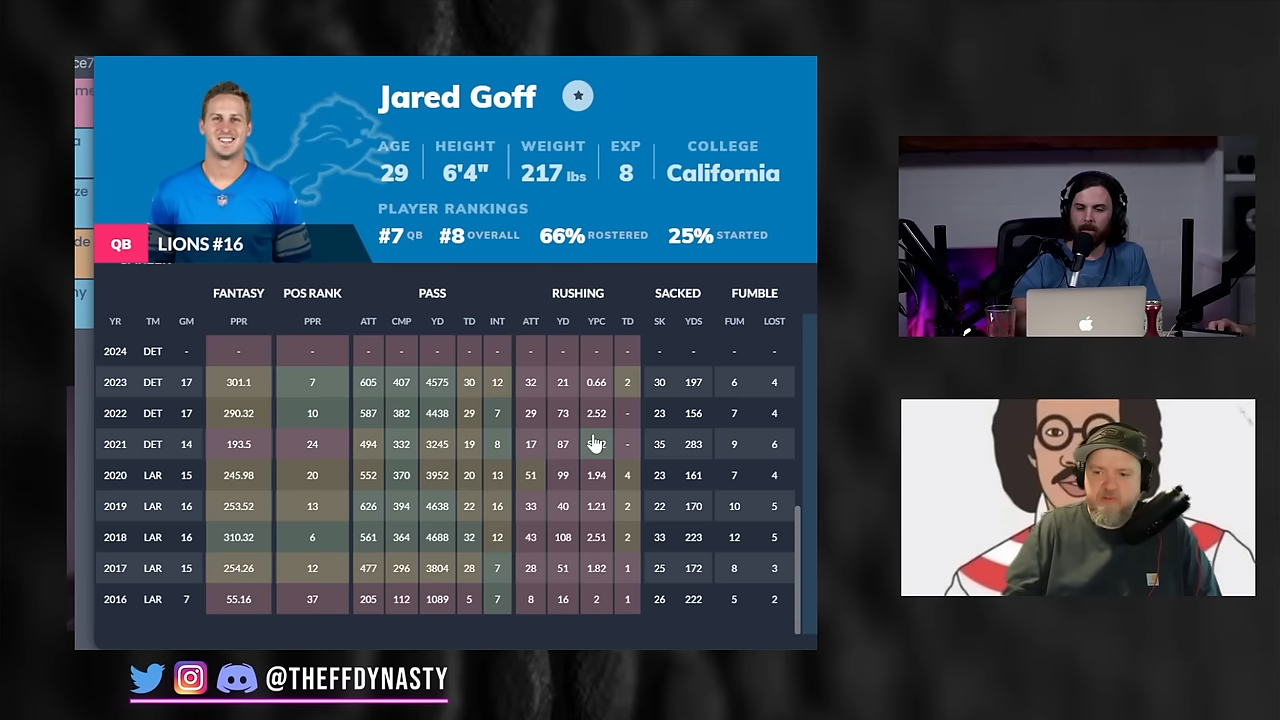 ce7
me
a
ze
de
ny
Jared Goff
AGE HEIGHT WEIGHT EXP COLLEGE
29 6'4" 217 lbs 8 California
PLAYER RANKINGS
#7 QB #8 OVERALL 66% ROSTERED 25% STARTED
QB LIONS #16
FANTASY POS RANK PASS RUSHING SACKED FUMBLE
YR TM GM PPR PPR ATT CMP YD TD INT ATT YD YPC TD SK YDS FUM LOST
2024 DET - - - - - - - - - - - - - - - -
2023 DET 17 301.1 7 605 407 4575 30 12 32 21 0.66 2 30 197 6 4
2022 DET 17 290.32 10 587 382 4438 29 7 29 73 2.52 - 23 156 7 4
2021 DET 14 193.5 24 494 332 3245 19 8 17 87 - 35 283 9 6
2020 LAR 15 245.98 20 552 370 3952 20 13 51 99 1.94 4 23 161 7 4
2019 LAR 16 253.52 13 626 394 4638 22 16 33 40 1.21 2 22 170 10 5
2018 LAR 16 310.32 6 561 364 4688 32 12 43 108 2.51 2 33 223 12 5
2017 LAR 15 254.26 12 477 296 3804 28 7 28 51 1.82 1 25 172 8 3
2016 LAR 7 55.16 37 205 112 1089 5 7 8 16 2 1 26 222 5 2
@THEFFDYNASTY